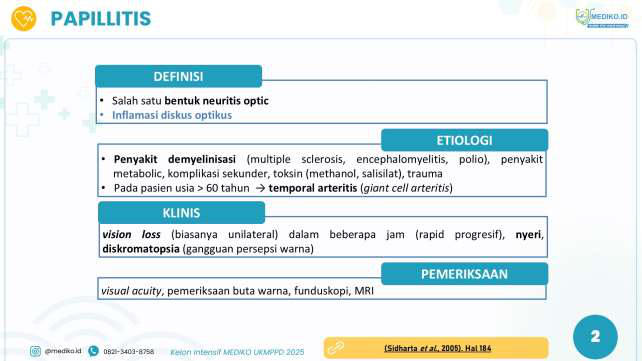 PAPILLITIS
MEDIKO.ID
DEFINISI
• Salah satu bentuk neuritis optic
• Inflamasi diskus optikus
ETIOLOGI
• Penyakit demyelinisasi (multiple sclerosis, encephalomyelitis, polio), penyakit
metabolic, komplikasi sekunder, toksin (methanol, salisilat), trauma
• Pada pasien usia > 60 tahun → temporal arteritis (giant cell arteritis)
KLINIS
vision loss (biasanya unilateral) dalam beberapa jam (rapid progresif), nyeri,
diskromatopsia (gangguan persepsi warna)
PEMERIKSAAN
visual acuity, pemeriksaan buta warna, funduskopi, MRI
2
@mediko.id 0821-3403-8758 Kelon Intensif MEDIKO UKMPPD 2025 (Sidharta et al., 2005). Hal 184